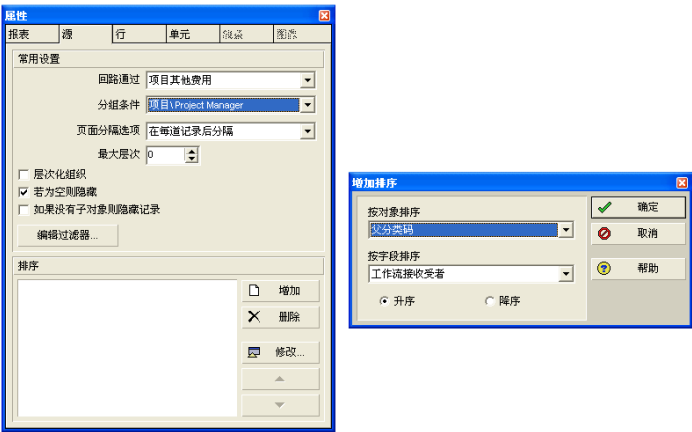 属性
报表 源 行 单元 线条 图像
常用设置
回路通过 项目其他费用
分组条件 项目\Project Manager
页面分隔选项 在每道记录后分隔
最大层次 0
层次化组织
若为空则隐藏
如果没有子对象则隐藏记录
编辑过滤器...
排序
增加
删除
修改...
增加排序
按对象排序
父分类码
按字段排序
工作流接收受者
升序 降序
确定
取消
帮助